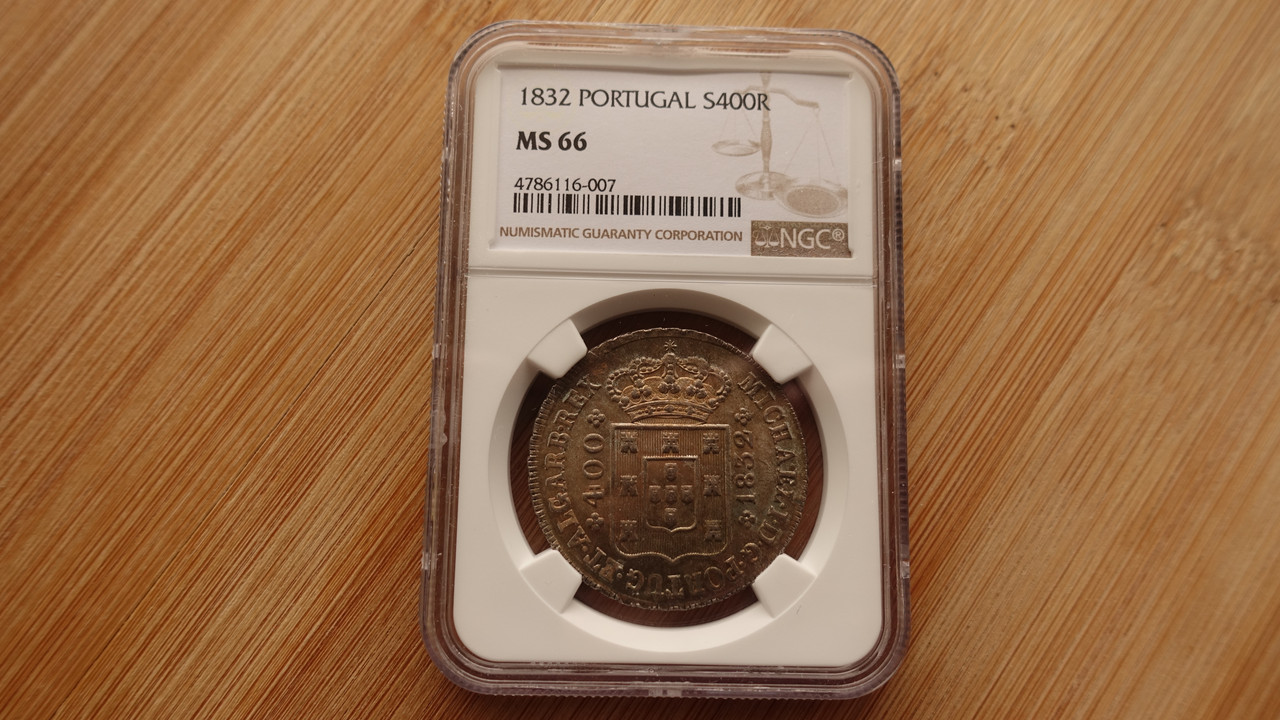 1832 PORTUGAL S400R
MS 66
4786116-007
NUMISMATIC GUARANTY CORPORATION
NGC®
MICHAEL·I·D·G·PORTUG·ET·ALGARB·REX
400
1832